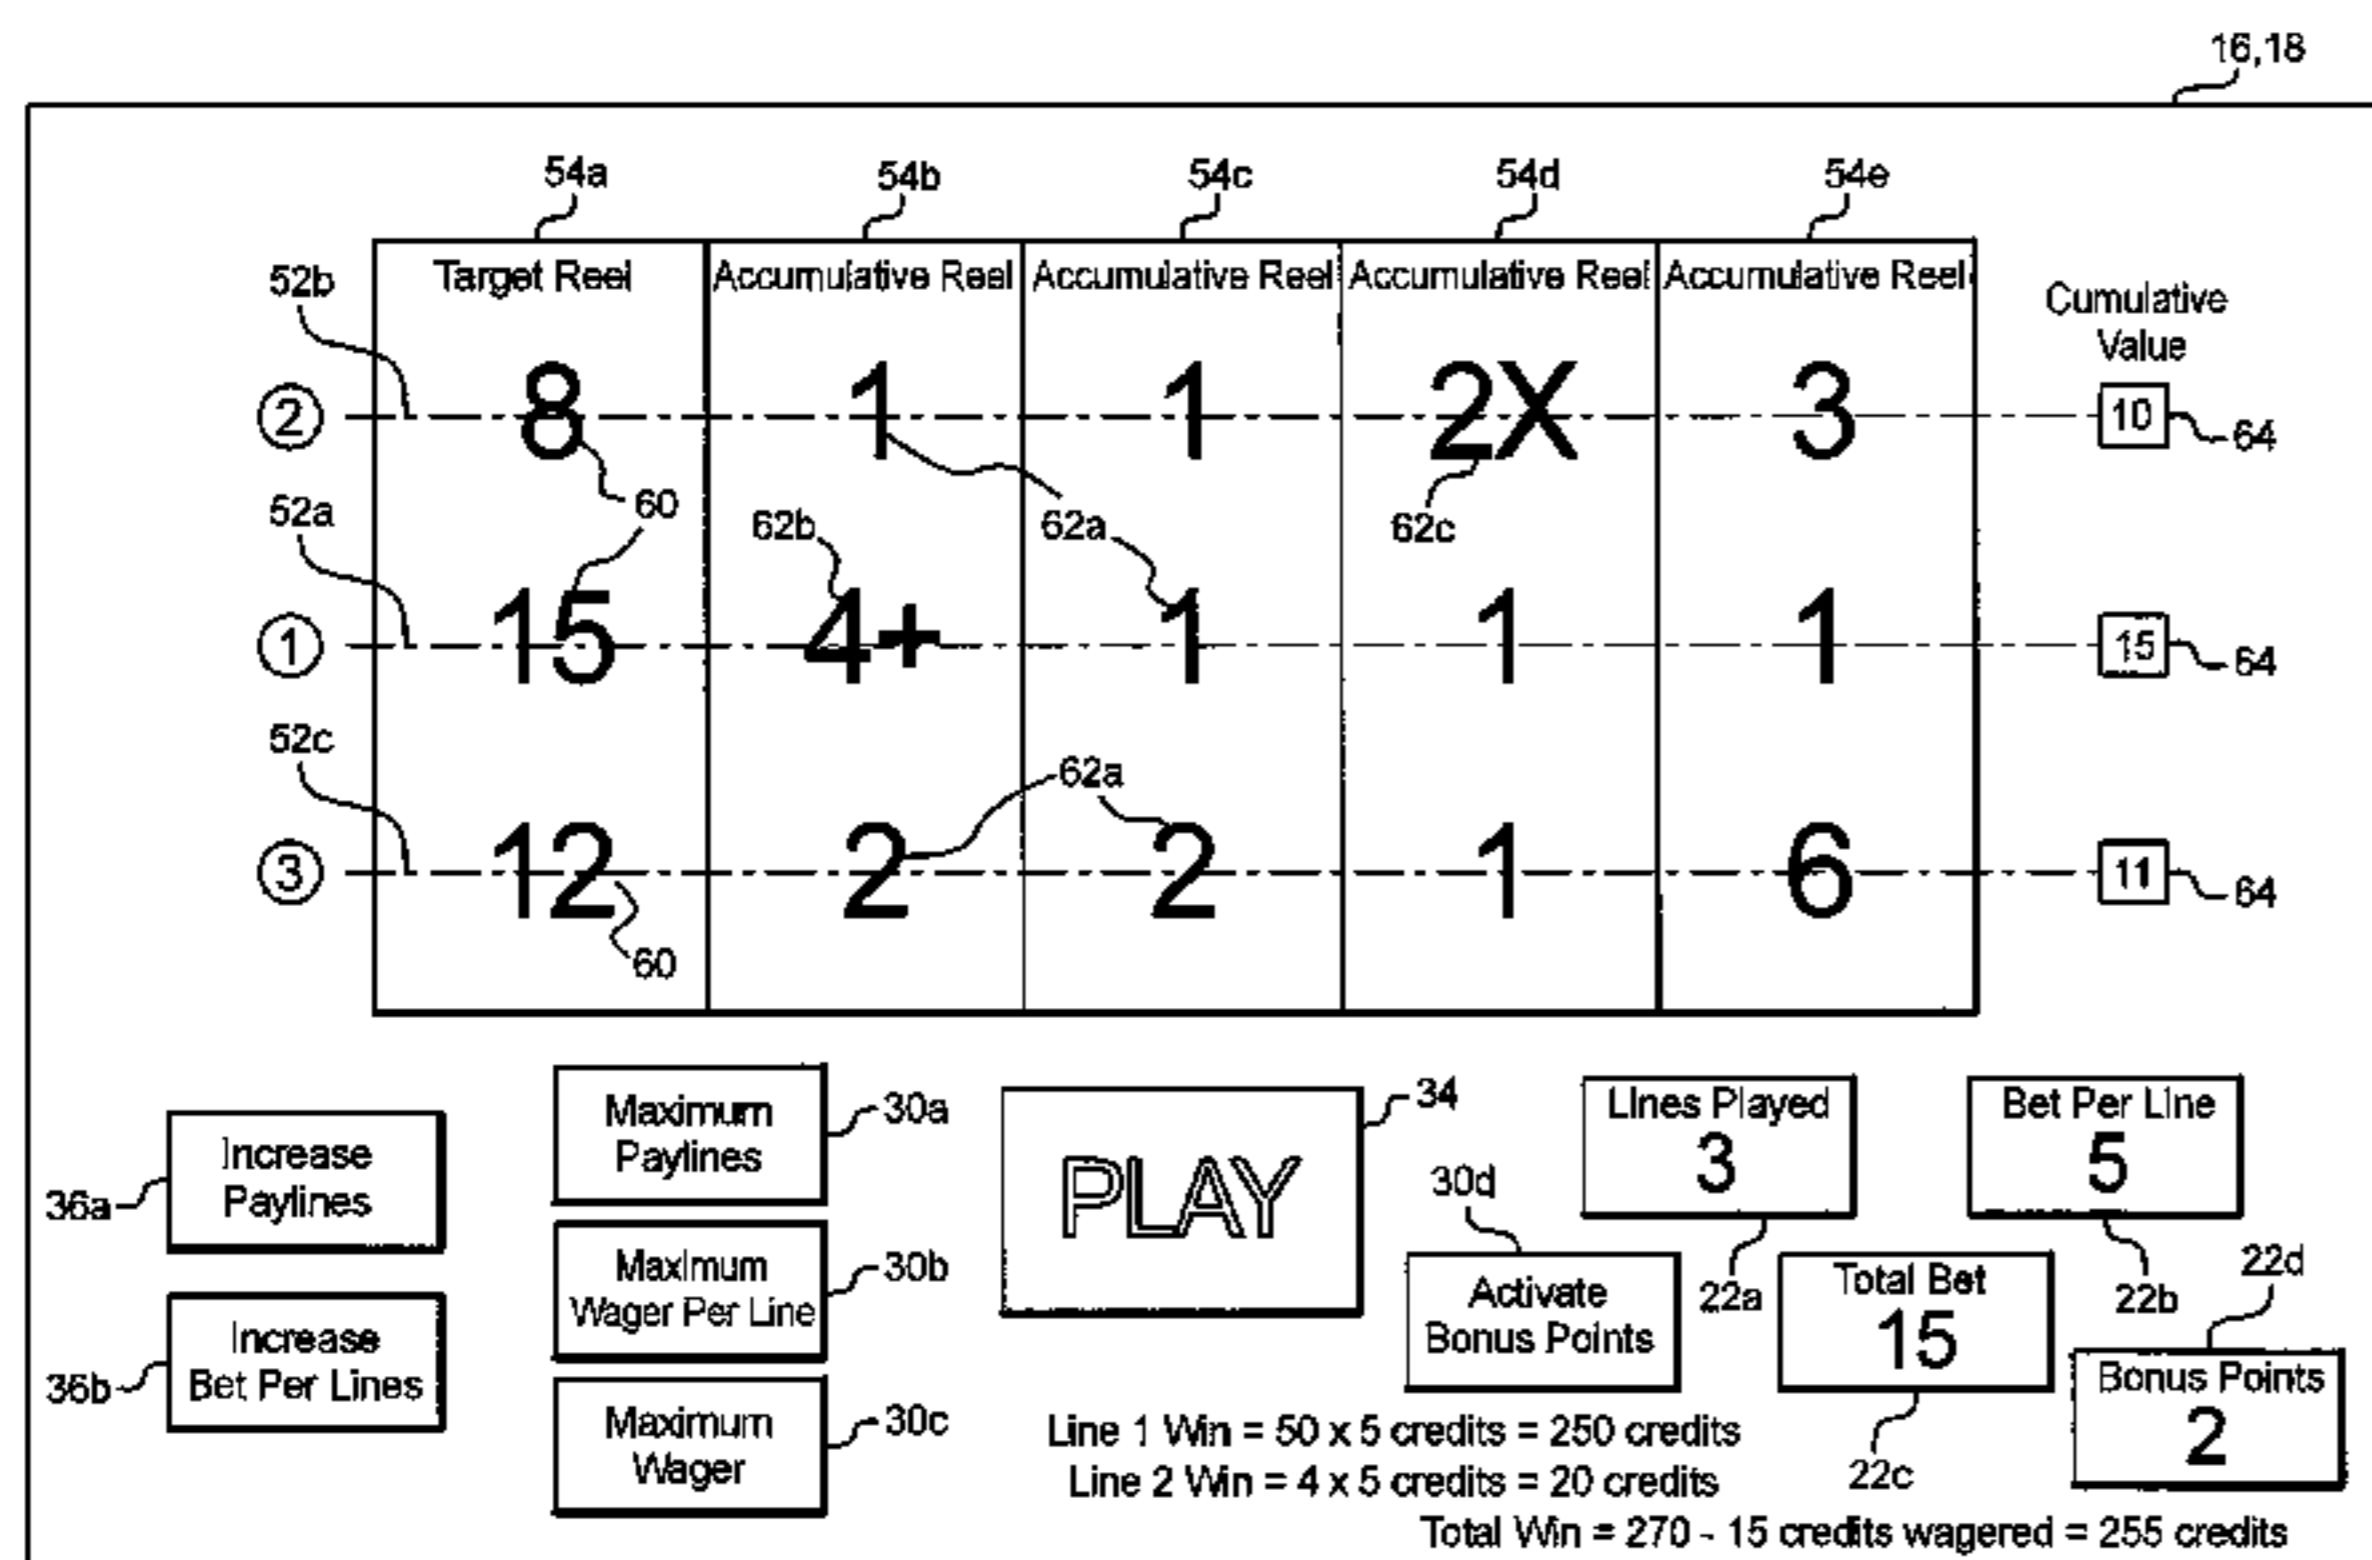 16,18
54a 54b 54c 54d 54e
Target Reel Accumulative Reel Accumulative Reel Accumulative Reel Accumulative Reel
52b
Cumulative
Value
2 8 1 1 2X 3 10 64
52a 60 62b 62a 62c
1 15 4+ 1 1 1 15 64
52c 62a
3 12 2 2 1 6 11 64
60
36a Increase
Paylines
36b Increase
Bet Per Lines
Maximum
Paylines 30a
Maximum
Wager Per Line 30b
Maximum
Wager 30c
PLAY 34
Lines Played
3
22a
Bet Per Line
5
22b
30d
Activate
Bonus Points
Total Bet
15
22c
22d
Bonus Points
2
Line 1 Win = 50 x 5 credits = 250 credits
Line 2 Win = 4 x 5 credits = 20 credits
Total Win = 270 - 15 credits wagered = 255 credits